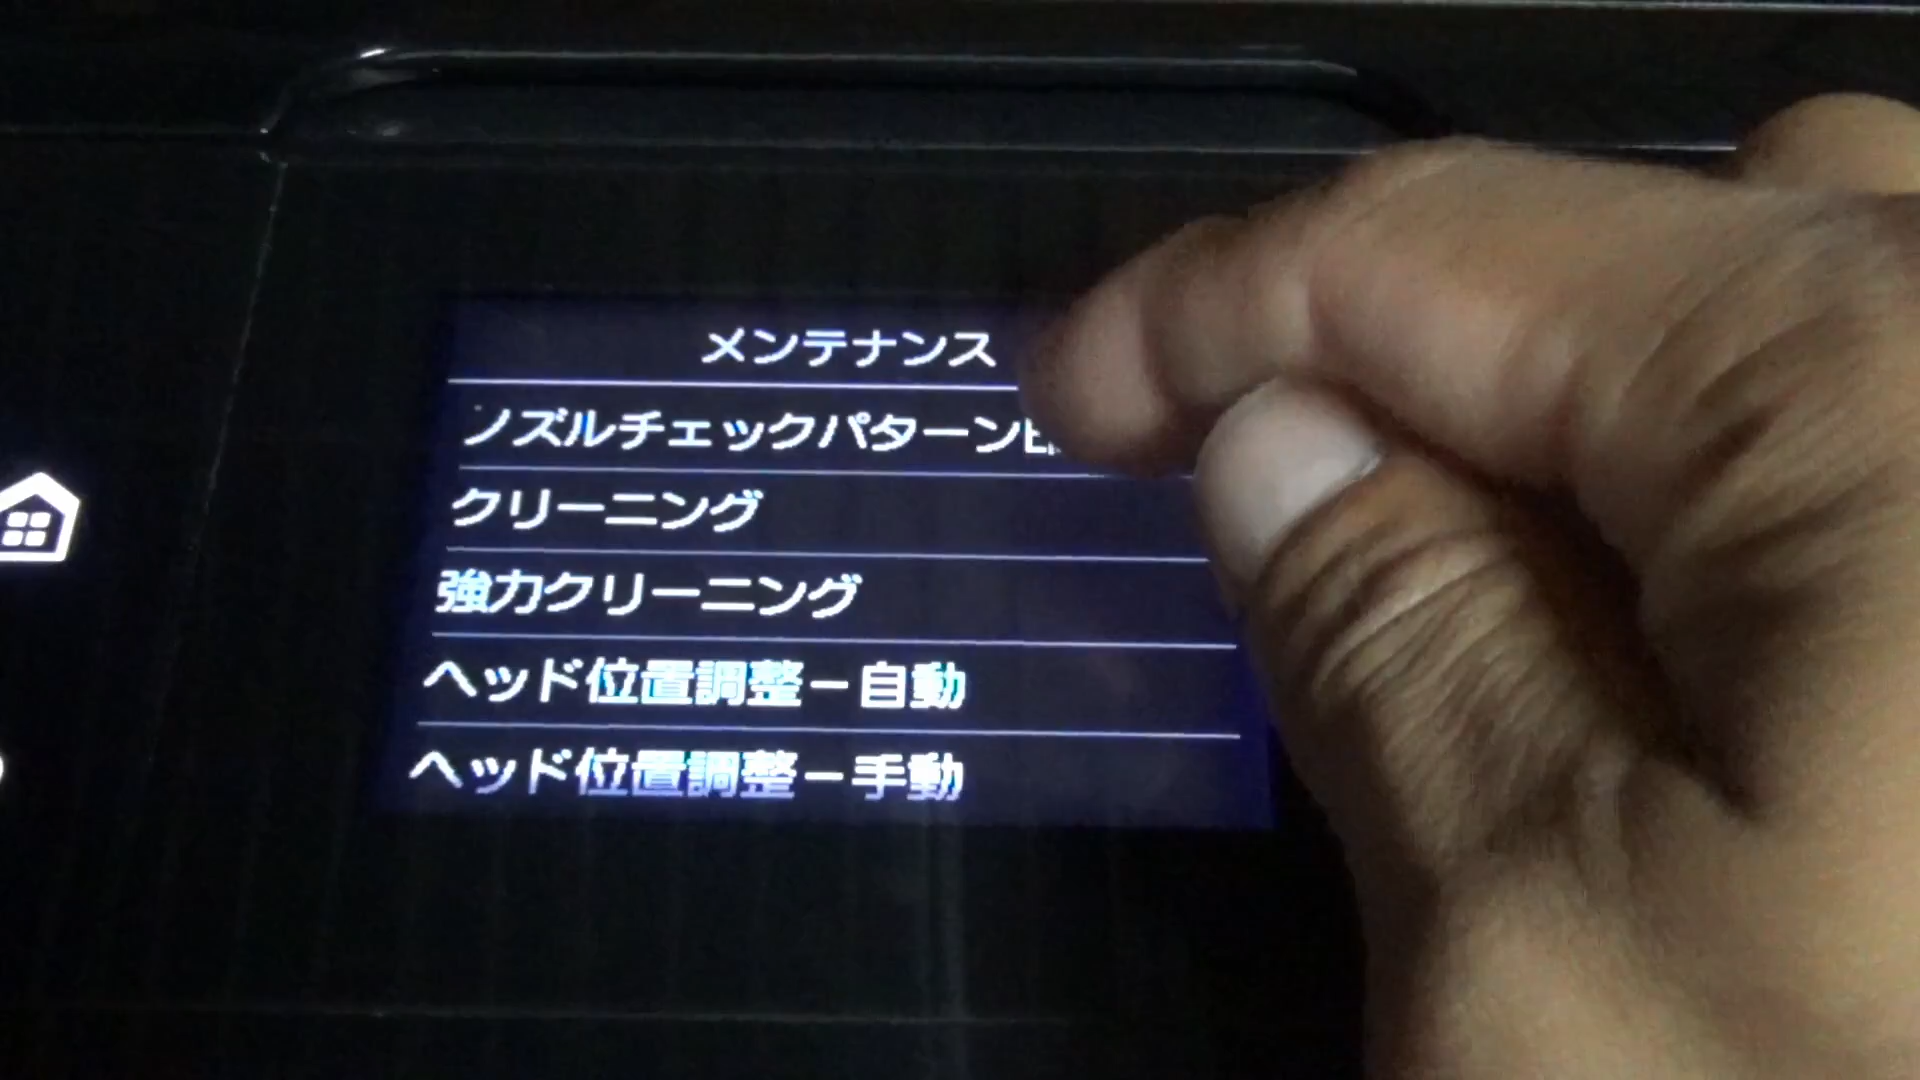 メンテナンス
ノズルチェックパターン
クリーニング
強力クリーニング
ヘッド位置調整－自動
ヘッド位置調整－手動